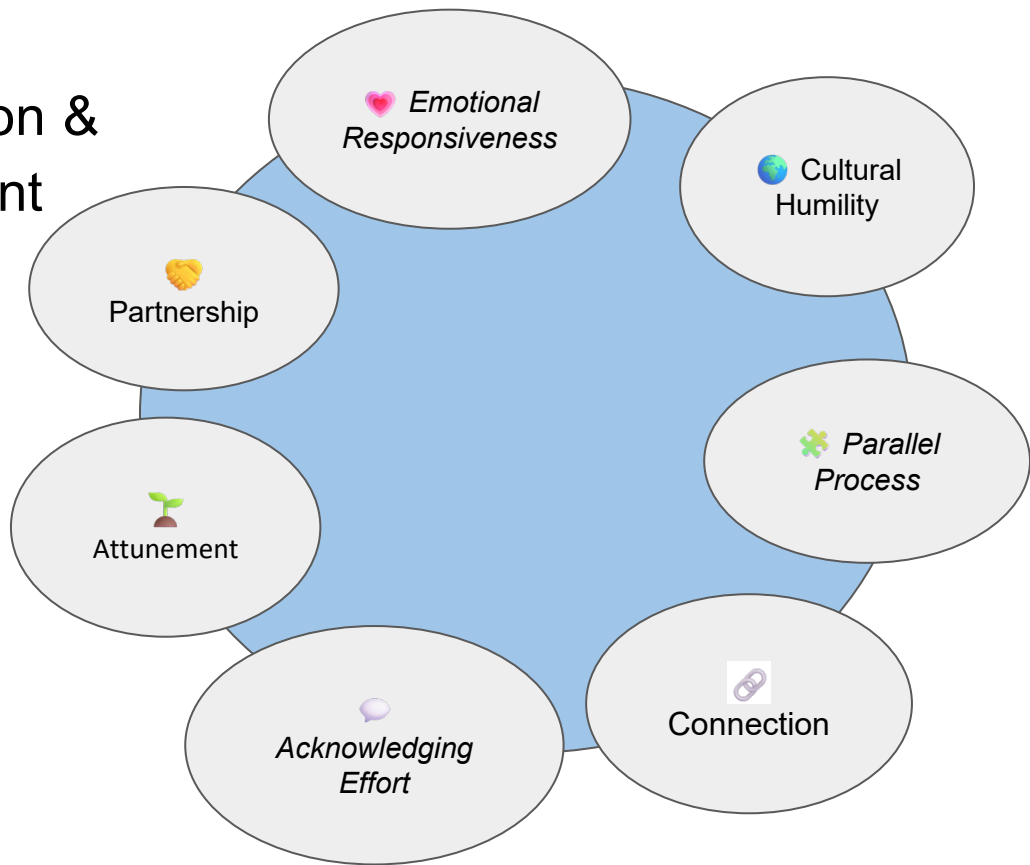 on &
nt
Emotional
Responsiveness
Cultural
Humility
Partnership
Parallel
Process
Attunement
Connection
Acknowledging
Effort